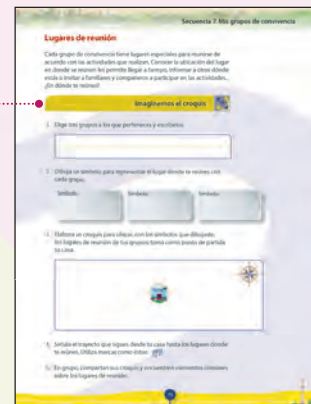 Secuencia 7. Mis grupos de convivencia
Lugares de reunión
Cada grupo de convivencia tiene lugares especiales para reunirse de
acuerdo con las actividades que realizan. Conocer la ubicación del lugar
en donde se reúnen les permite llegar a tiempo, informar a otros dónde
están o invitar a familiares y compañeros a participar en las actividades.
¿En dónde te reúnes?
Imaginemos el croquis
1. Elige tres grupos a los que perteneces y escríbelos.
2. Dibuja un símbolo para representar el lugar donde te reúnes con
cada grupo.
Símbolo: Símbolo: Símbolo:
3. Elabora un croquis para ubicar, con los símbolos que dibujaste,
los lugares de reunión de tus grupos; toma como punto de partida
tu casa.
4. Señala el trayecto que sigues desde tu casa hasta los lugares donde
te reúnes. Utiliza marcas como éstas:
5. En grupo, compartan sus croquis y encuentren elementos comunes
sobre los lugares de reunión.